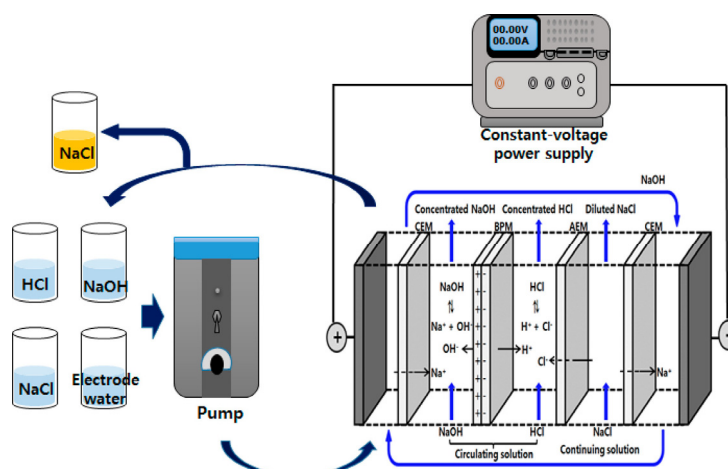 00.00V
00.00A
Constant-voltage
power supply
NaCl
HCl
NaOH
NaCl
Electrode
water
Pump
NaOH
Concentrated NaOH
Concentrated HCl
Diluted NaCl
CEM
BPM
AEM
CEM
NaOH
⇅
Na⁺ + OH⁻
OH⁻
Na⁺
HCl
⇅
H⁺ + Cl⁻
H⁺
Cl⁻
Na⁺
NaOH
HCl
NaCl
Circulating solution
Continuing solution